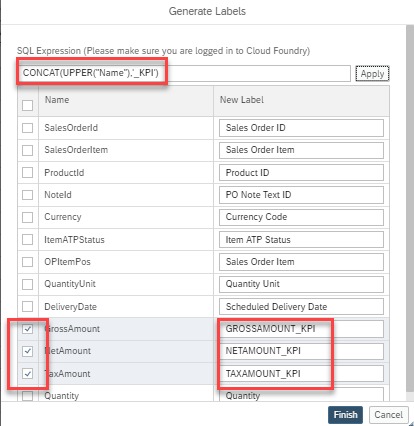 Generate Labels
SQL Expression (Please make sure you are logged in to Cloud Foundry)
CONCAT(UPPER("Name"),'_KPI') Apply
Name New Label
SalesOrderId Sales Order ID
SalesOrderItem Sales Order Item
ProductId Product ID
NoteId PO Note Text ID
Currency Currency Code
ItemATPStatus Item ATP Status
OPItemPos Sales Order Item
QuantityUnit Quantity Unit
DeliveryDate Scheduled Delivery Date
GrossAmount GROSSAMOUNT_KPI
NetAmount NETAMOUNT_KPI
TaxAmount TAXAMOUNT_KPI
Quantity Quantity
Finish Cancel